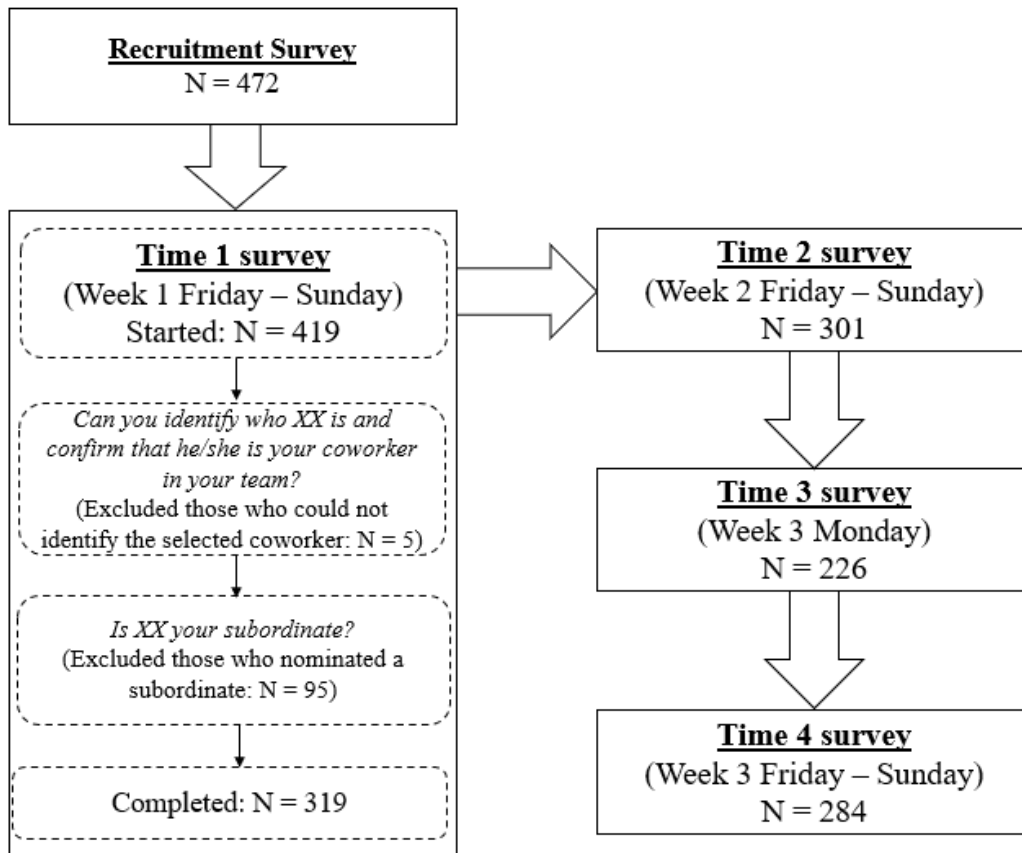 Recruitment Survey
N = 472
Time 1 survey
(Week 1 Friday – Sunday)
Started: N = 419
Can you identify who XX is and
confirm that he/she is your coworker
in your team?
(Excluded those who could not
identify the selected coworker: N = 5)
Is XX your subordinate?
(Excluded those who nominated a
subordinate: N = 95)
Completed: N = 319
Time 2 survey
(Week 2 Friday – Sunday)
N = 301
Time 3 survey
(Week 3 Monday)
N = 226
Time 4 survey
(Week 3 Friday – Sunday)
N = 284